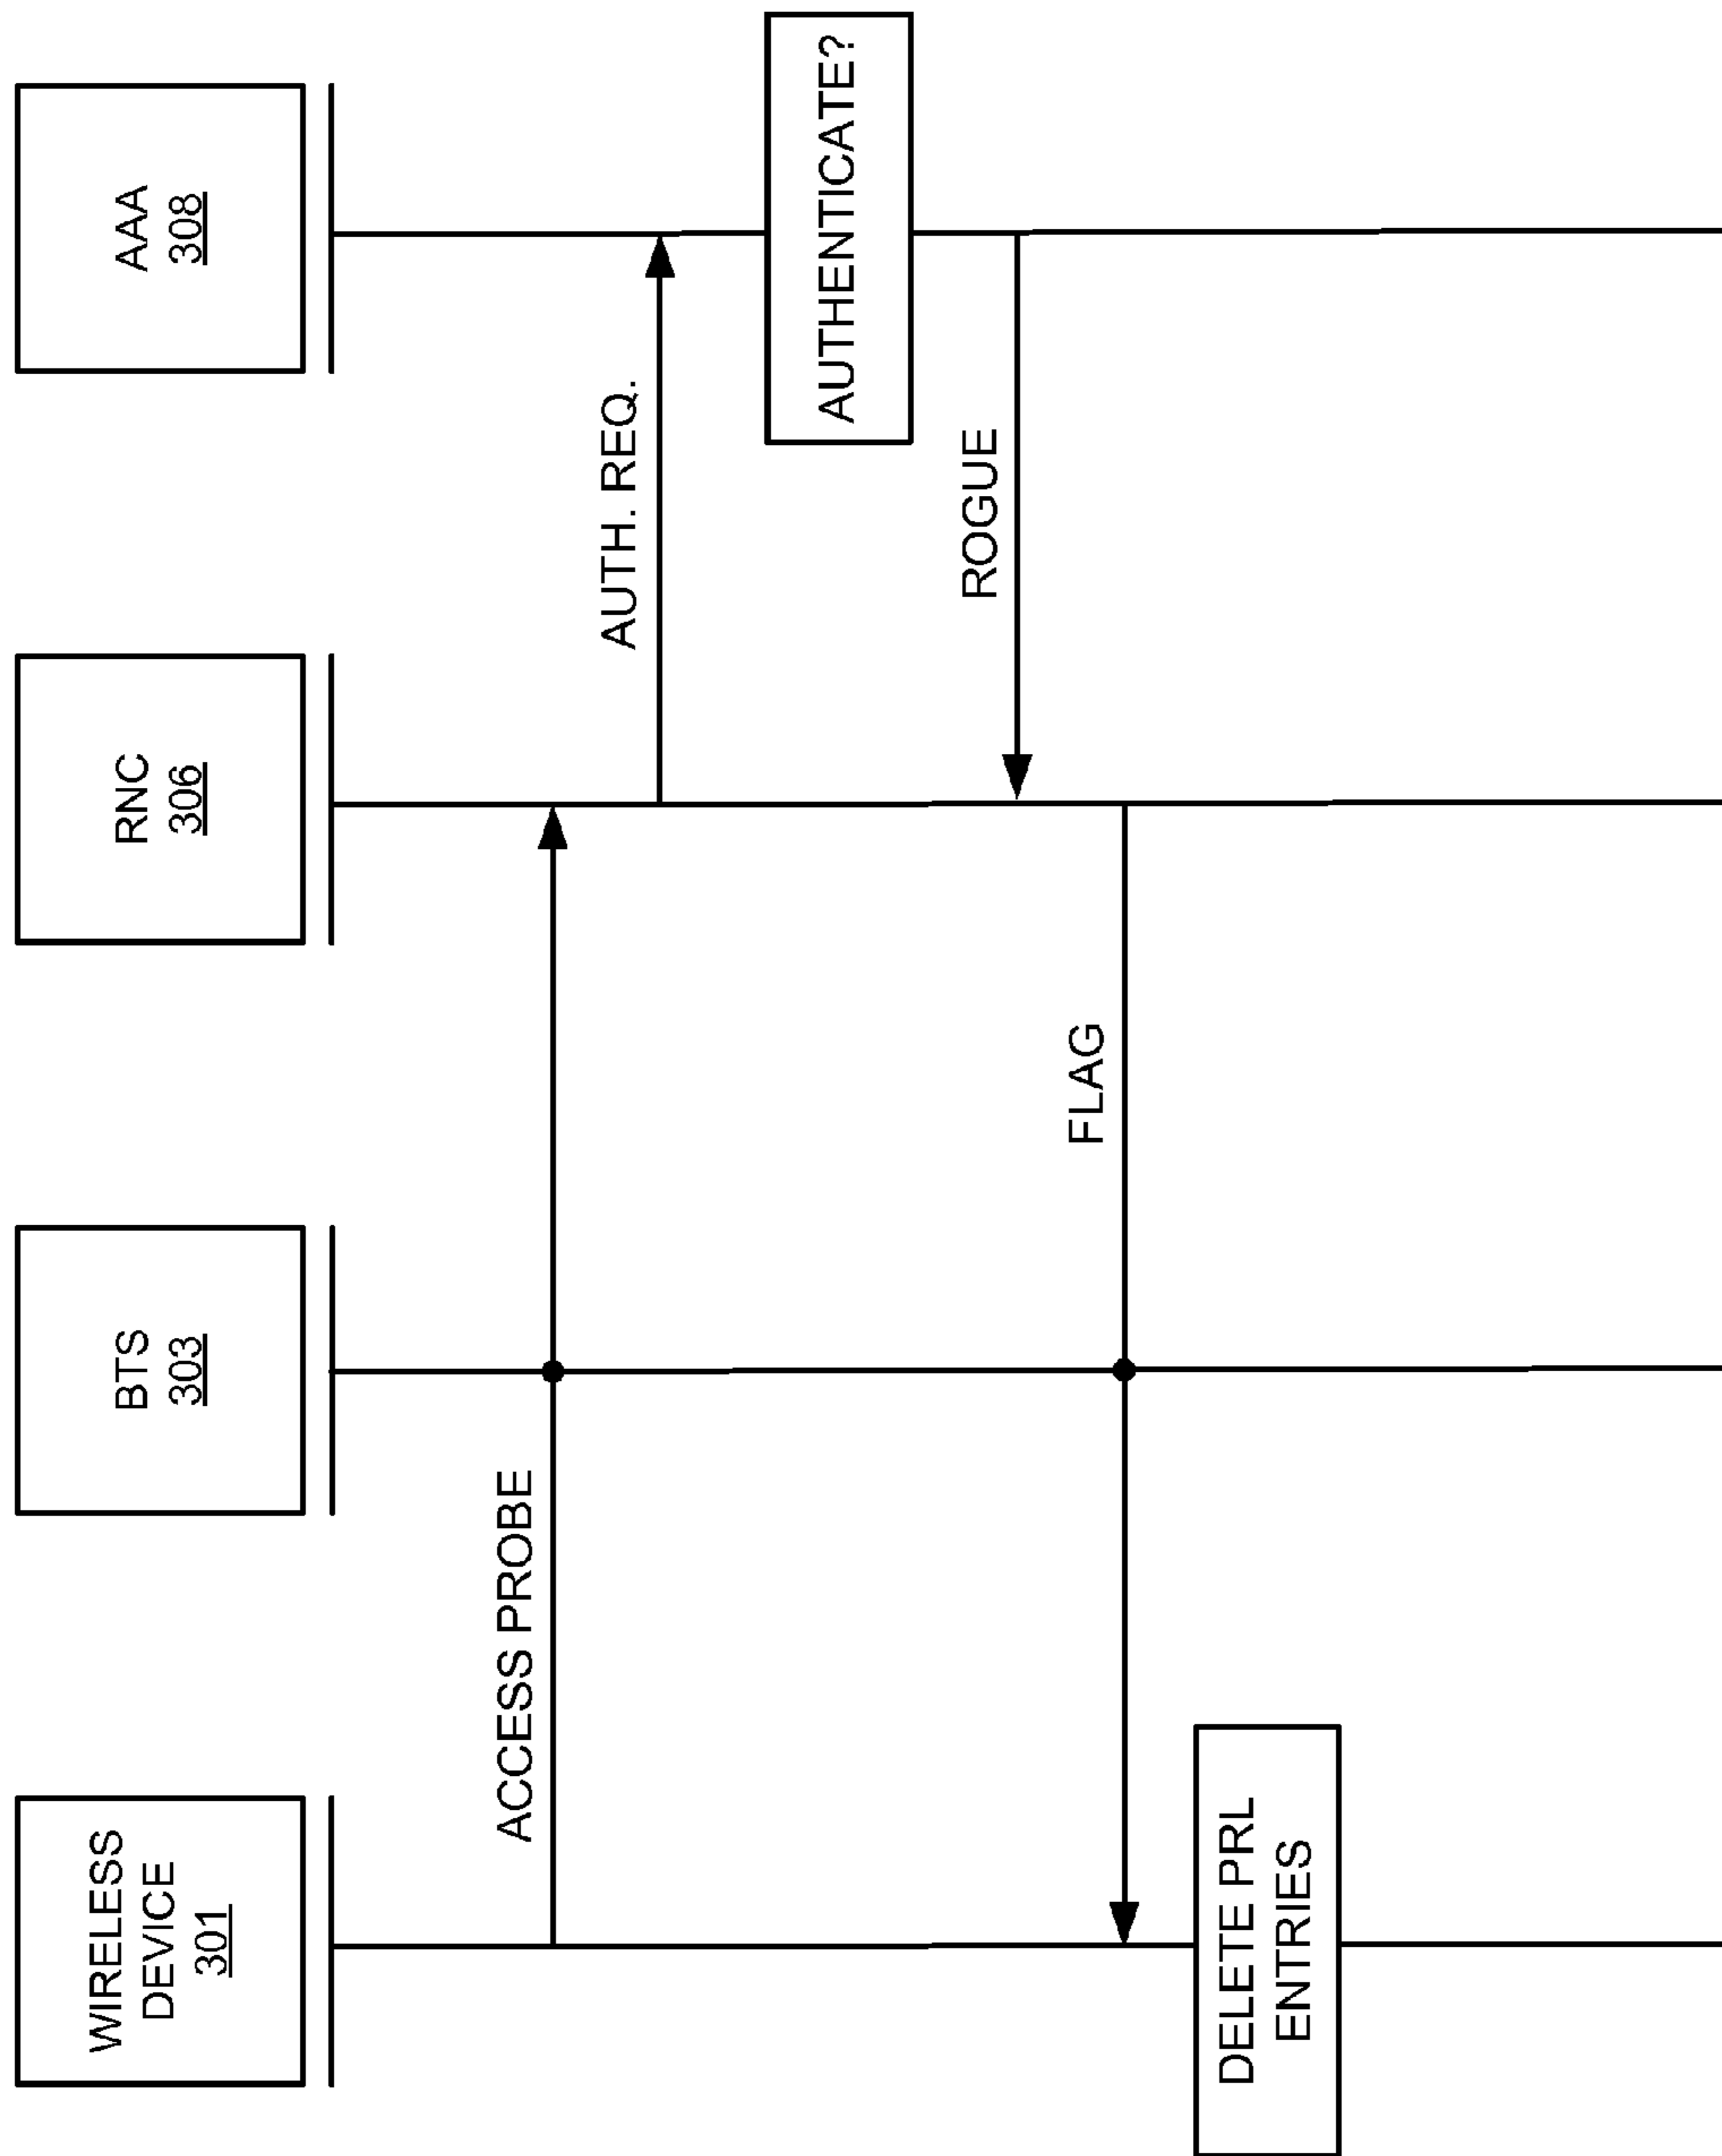 WIRELESS
DEVICE
301
BTS
303
RNC
306
AAA
308
ACCESS PROBE
AUTH. REQ.
AUTHENTICATE?
ROGUE
FLAG
DELETE PRL
ENTRIES